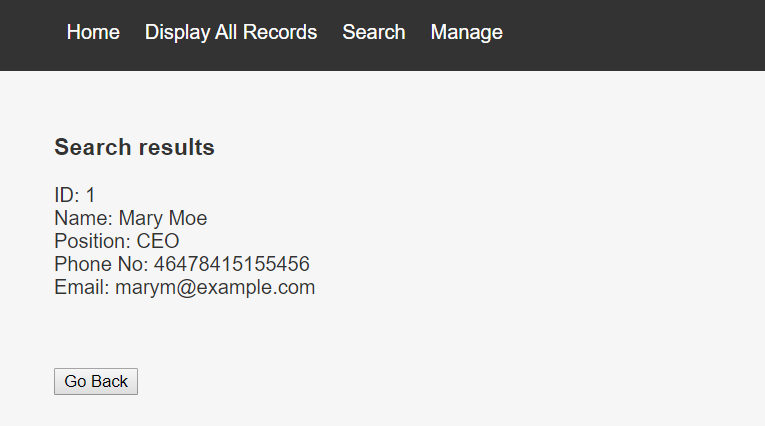 Home Display All Records Search Manage
Search results
ID: 1
Name: Mary Moe
Position: CEO
Phone No: 46478415155456
Email: marym@example.com
Go Back